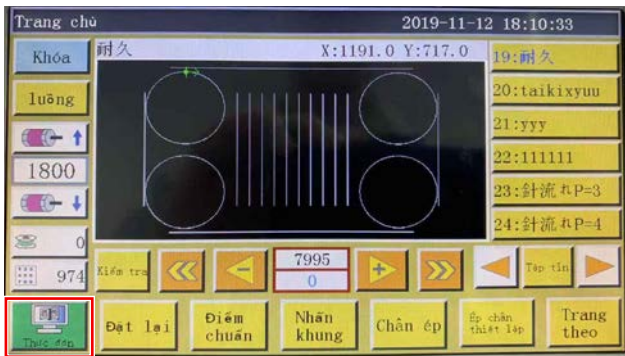 Trang chủ 2019-11-12 18:10:33
Khóa
耐久 X:1191.0 Y:717.0
19:耐久
luồng
20:taikixyuu
21:yyy
1800
22:111111
23:針流れP=3
24:針流れP=4
0
974
Kiểm tra
7995
0
Tập tin
Thực đơn
Đặt lại
Điểm chuẩn
Nhấn khung
Chân ép
Ép chân thiết lập
Trang theo